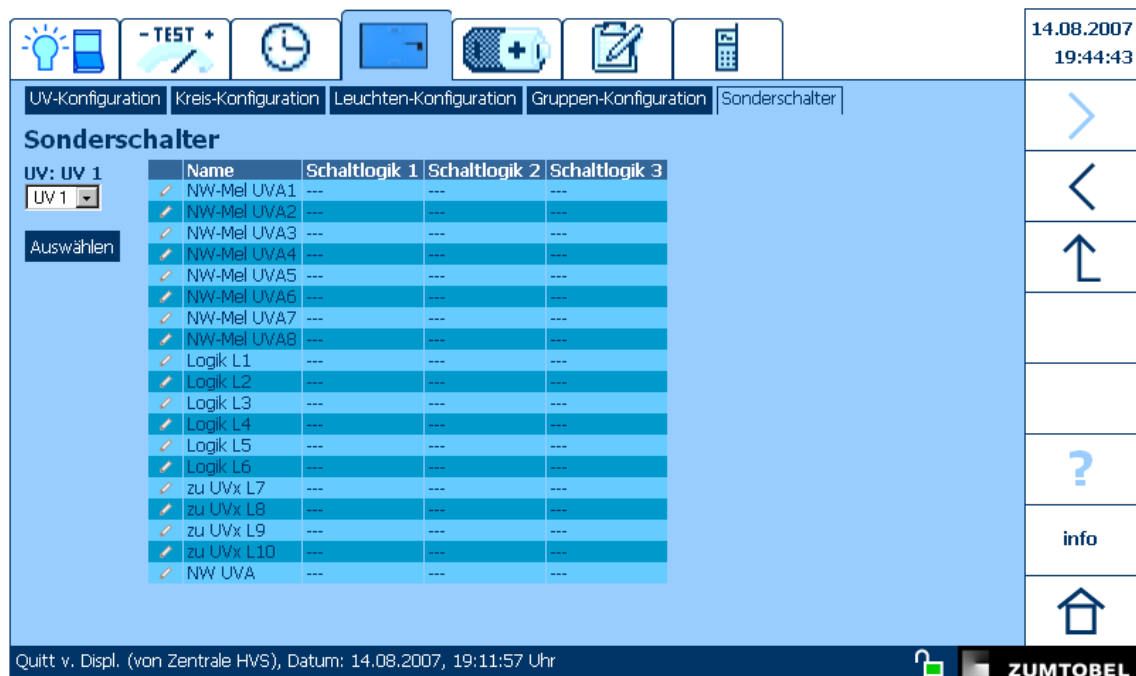 - TEST +
14.08.2007
19:44:43
UV-Konfiguration Kreis-Konfiguration Leuchten-Konfiguration Gruppen-Konfiguration Sonderschalter
Sonderschalter
UV: UV 1
UV 1
Auswählen
Name Schaltlogik 1 Schaltlogik 2 Schaltlogik 3
NW-Mel UVA1 --- --- ---
NW-Mel UVA2 --- --- ---
NW-Mel UVA3 --- --- ---
NW-Mel UVA4 --- --- ---
NW-Mel UVA5 --- --- ---
NW-Mel UVA6 --- --- ---
NW-Mel UVA7 --- --- ---
NW-Mel UVA8 --- --- ---
Logik L1 --- --- ---
Logik L2 --- --- ---
Logik L3 --- --- ---
Logik L4 --- --- ---
Logik L5 --- --- ---
Logik L6 --- --- ---
zu UVx L7 --- --- ---
zu UVx L8 --- --- ---
zu UVx L9 --- --- ---
zu UVx L10 --- --- ---
NW UVA --- --- ---
?
info
Quitt v. Displ. (von Zentrale HVS), Datum: 14.08.2007, 19:11:57 Uhr
ZUMTOBEL